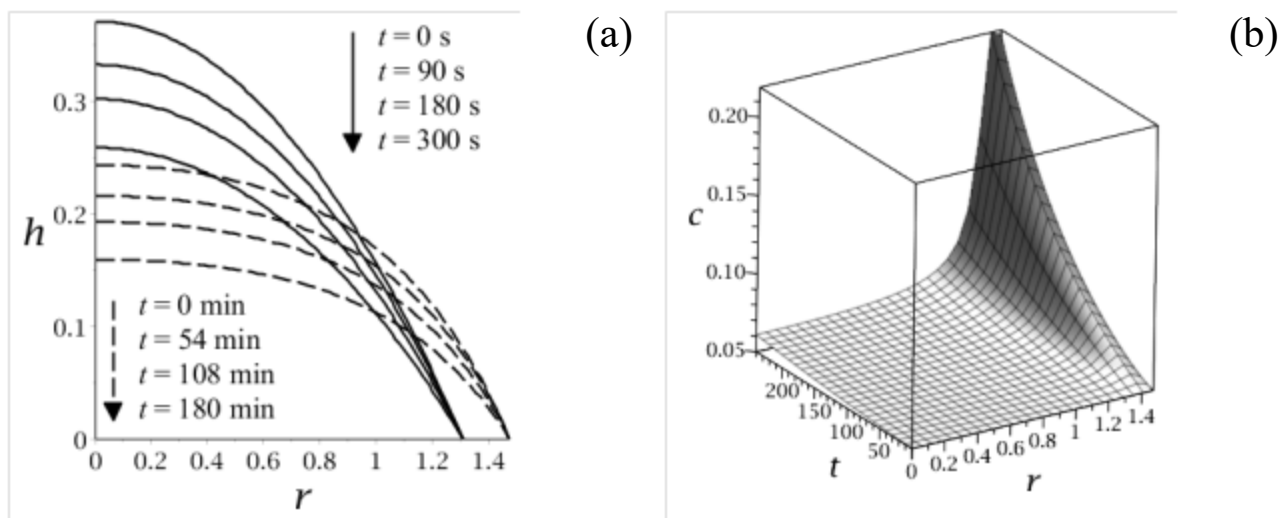 (a)
t = 0 s
t = 90 s
t = 180 s
t = 300 s
h
0.3
0.2
0.1
0
t = 0 min
t = 54 min
t = 108 min
t = 180 min
0 0.2 0.4 0.6 0.8 1 1.2 1.4
r
(b)
c
0.20
0.15
0.10
0.05
200 150 100 50
t
0 0.2 0.4 0.6 0.8 1 1.2 1.4
r